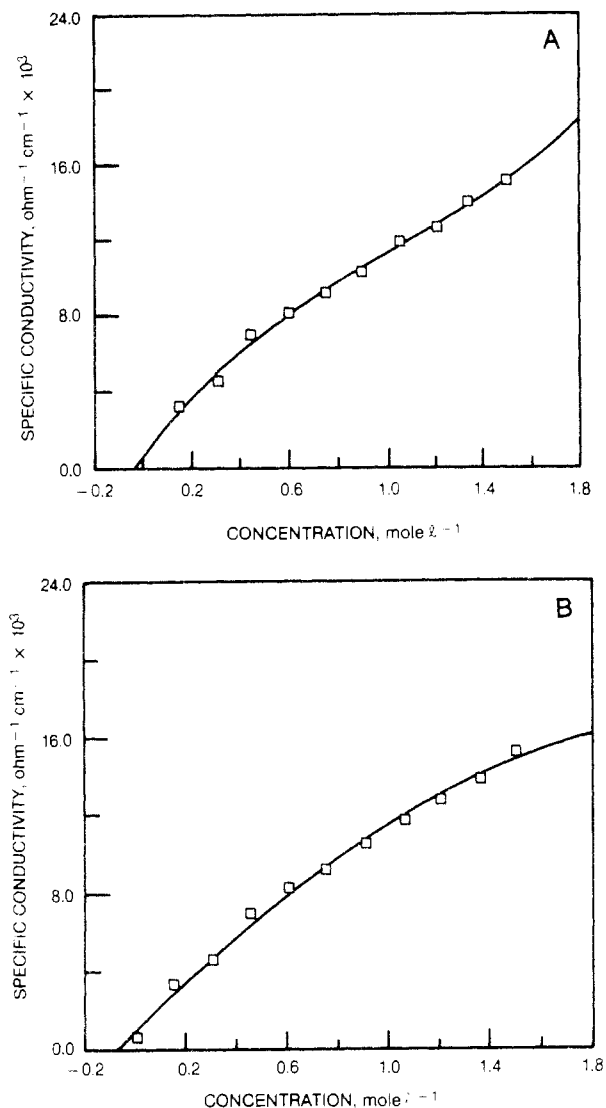 A
24.0
16.0
8.0
0.0
SPECIFIC CONDUCTIVITY, ohm⁻¹ cm⁻¹ × 10³
−0.2 0.2 0.6 1.0 1.4 1.8
CONCENTRATION, mole ℓ⁻¹
B
24.0
16.0
8.0
0.0
SPECIFIC CONDUCTIVITY, ohm⁻¹ cm⁻¹ × 10³
−0.2 0.2 0.6 1.0 1.4 1.8
CONCENTRATION, mole ℓ⁻¹